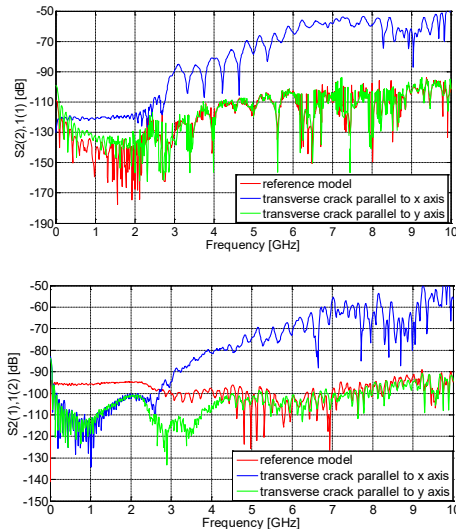 -50
-70
-90
-110
-130
-150
-170
-190
S2(2),1(1) [dB]
0 1 2 3 4 5 6 7 8 9 10
Frequency [GHz]
reference model
transverse crack parallel to x axis
transverse crack parallel to y axis
-50
-60
-70
-80
-90
-100
-110
-120
-130
-140
-150
S2(1),1(2) [dB]
0 1 2 3 4 5 6 7 8 9 10
Frequency [GHz]
reference model
transverse crack parallel to x axis
transverse crack parallel to y axis